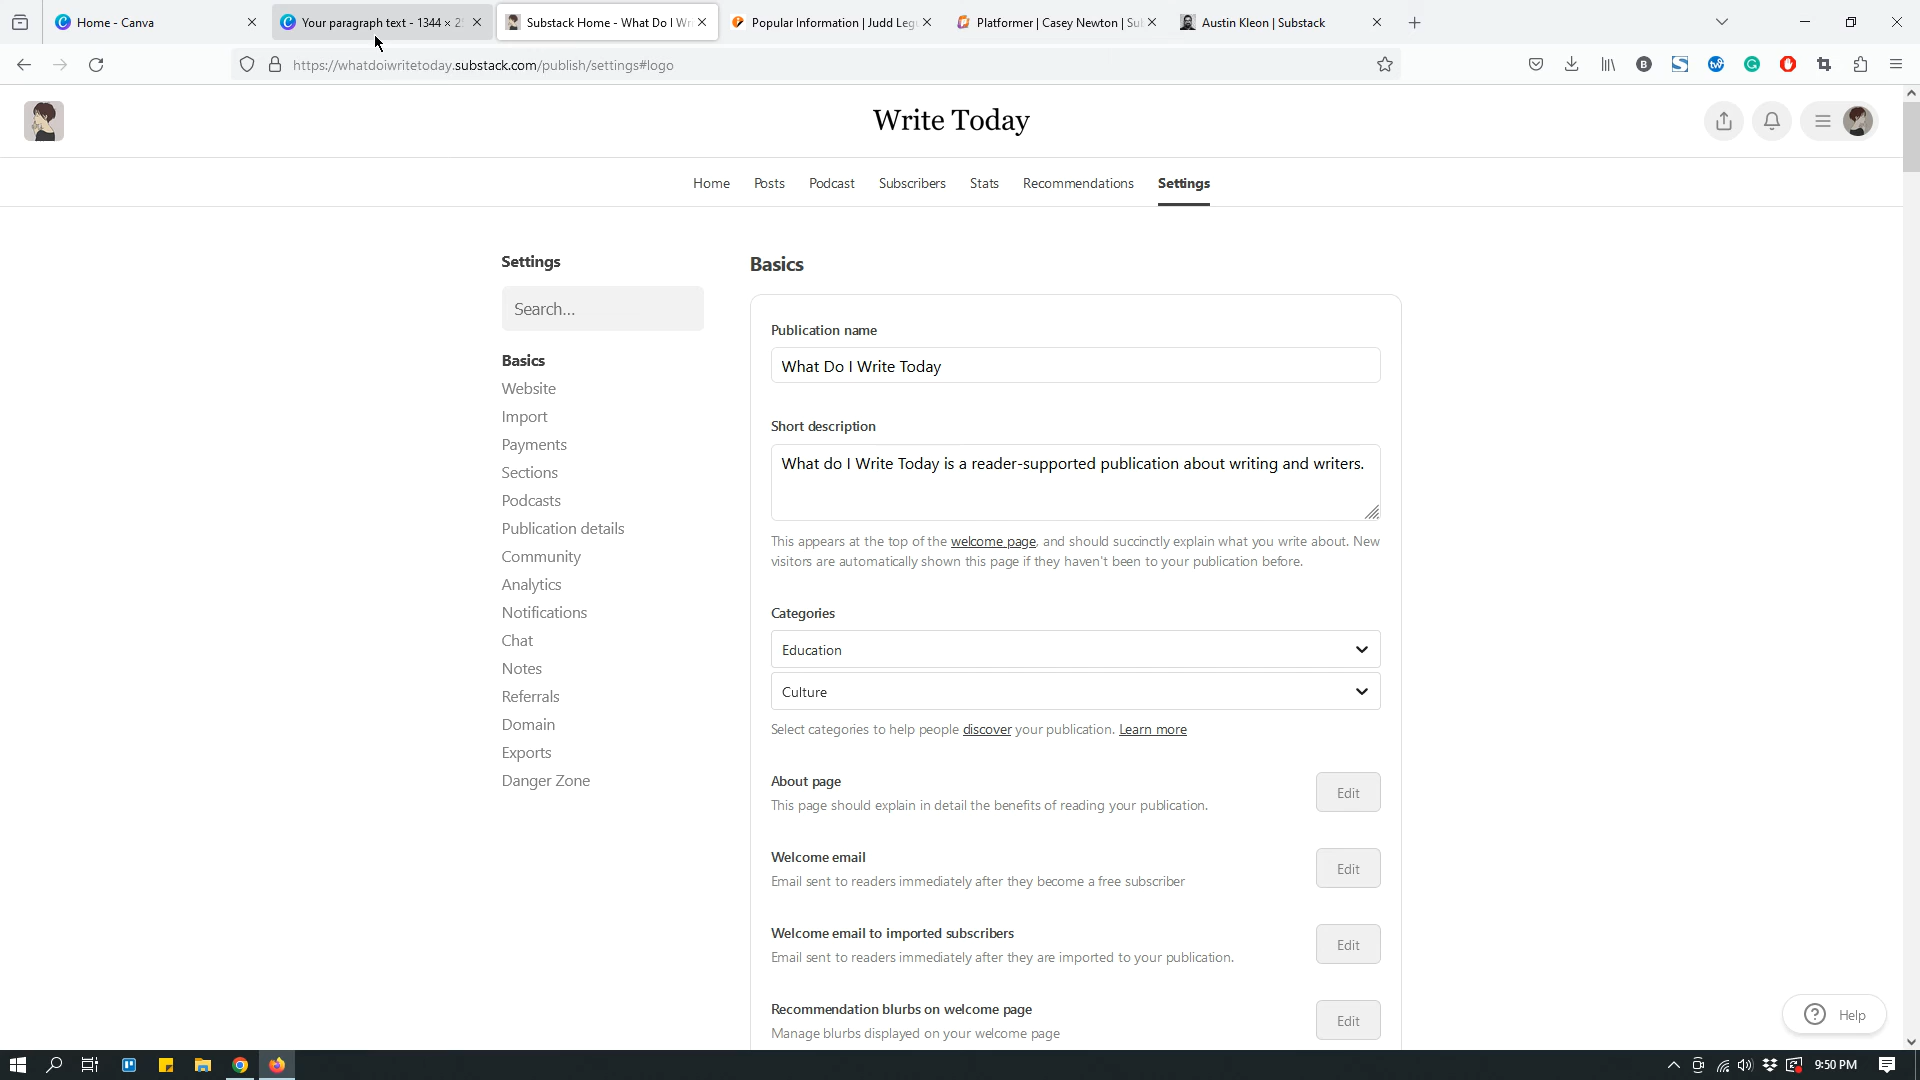 Home - Canva
Your paragraph text - 1344 × 2
Substack Home - What Do I Wr
Popular Information | Judd Leg
Platformer | Casey Newton | Su
Austin Kleon | Substack
https://whatdoiwritetoday.substack.com/publish/settings#logo
Write Today
Home
Posts
Podcast
Subscribers
Stats
Recommendations
Settings
Settings
Search...
Basics
Website
Import
Payments
Sections
Podcasts
Publication details
Community
Analytics
Notifications
Chat
Notes
Referrals
Domain
Exports
Danger Zone
Basics
Publication name
What Do I Write Today
Short description
What do I Write Today is a reader-supported publication about writing and writers.
This appears at the top of the welcome page, and should succinctly explain what you write about. New
visitors are automatically shown this page if they haven't been to your publication before.
Categories
Education
Culture
Select categories to help people discover your publication. Learn more
About page
This page should explain in detail the benefits of reading your publication.
Edit
Welcome email
Email sent to readers immediately after they become a free subscriber
Edit
Welcome email to imported subscribers
Email sent to readers immediately after they are imported to your publication.
Edit
Recommendation blurbs on welcome page
Manage blurbs displayed on your welcome page
Edit
Help
9:50 PM